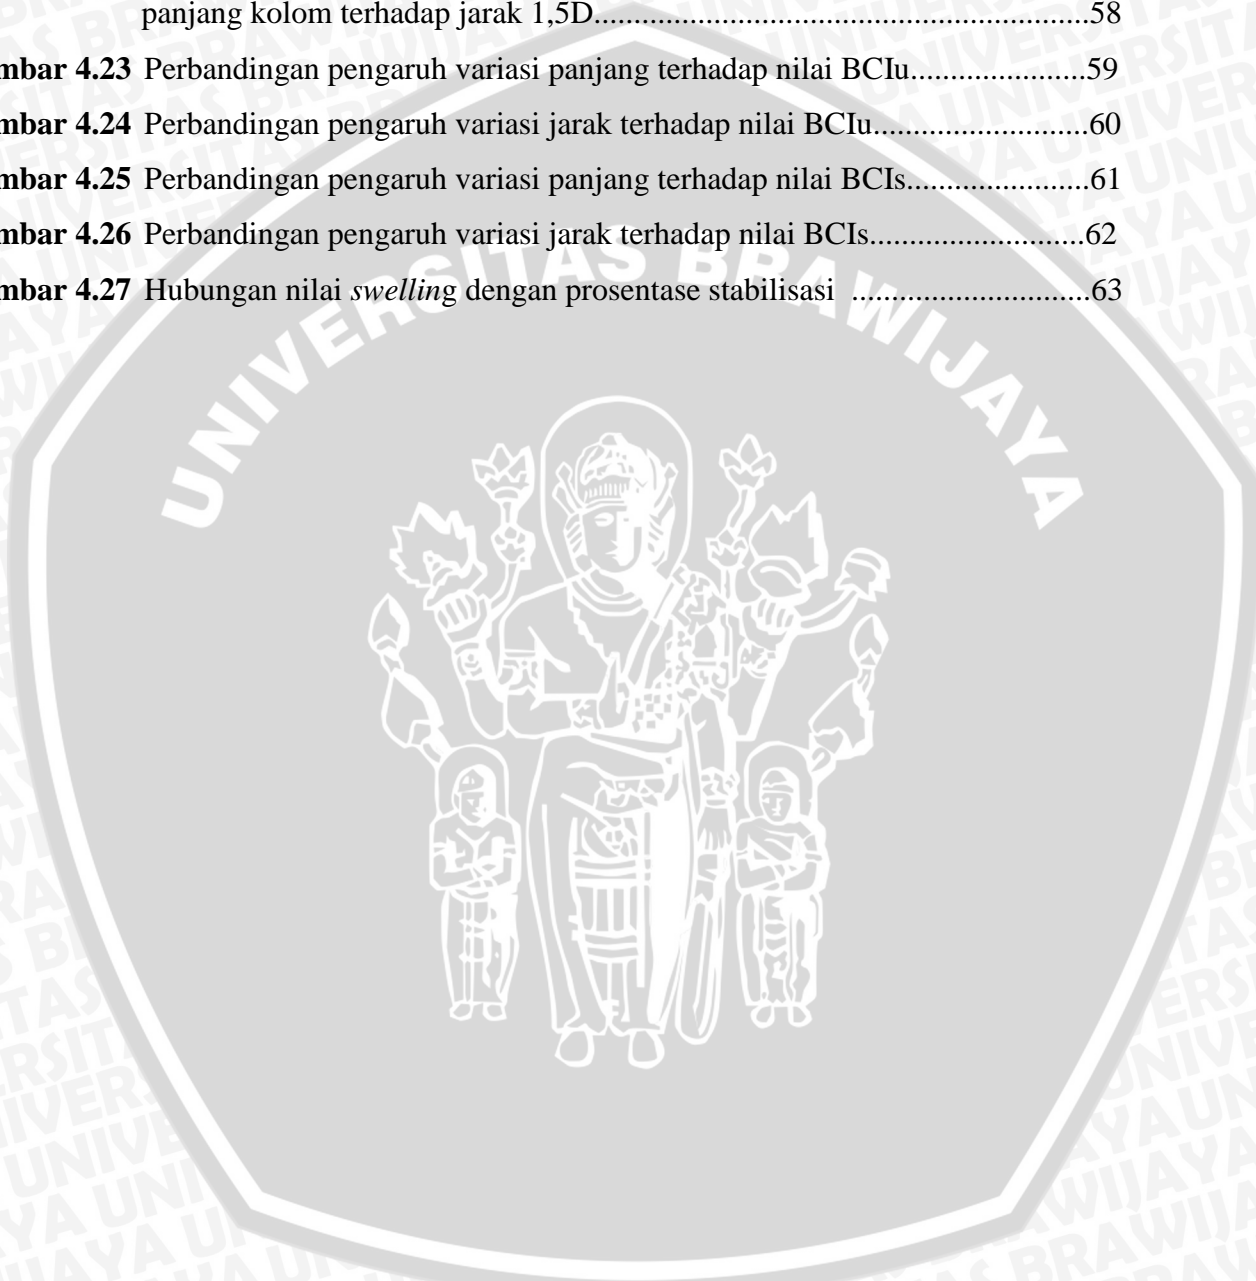 panjang kolom terhadap jarak 1,5D............................................................58
mbar 4.23 Perbandingan pengaruh variasi panjang terhadap nilai BCIu.....................59
mbar 4.24 Perbandingan pengaruh variasi jarak terhadap nilai BCIu..........................60
mbar 4.25 Perbandingan pengaruh variasi panjang terhadap nilai BCIs......................61
mbar 4.26 Perbandingan pengaruh variasi jarak terhadap nilai BCIs..........................62
mbar 4.27 Hubungan nilai swelling dengan prosentase stabilisasi .............................63
UNIVERSITAS BRAWIJAYA